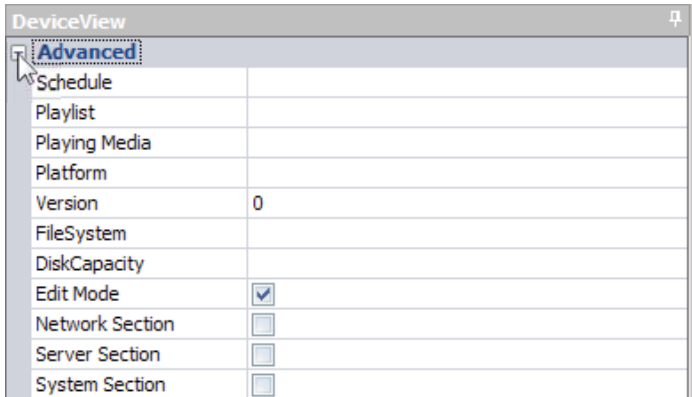 DeviceView
Advanced
Schedule
Playlist
Playing Media
Platform
Version 0
FileSystem
DiskCapacity
Edit Mode
Network Section
Server Section
System Section